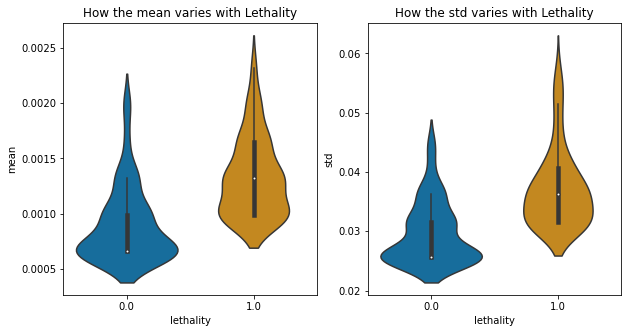 How the mean varies with Lethality
mean
0.0025
0.0020
0.0015
0.0010
0.0005
0.0
1.0
lethality
How the std varies with Lethality
std
0.06
0.05
0.04
0.03
0.02
0.0
1.0
lethality